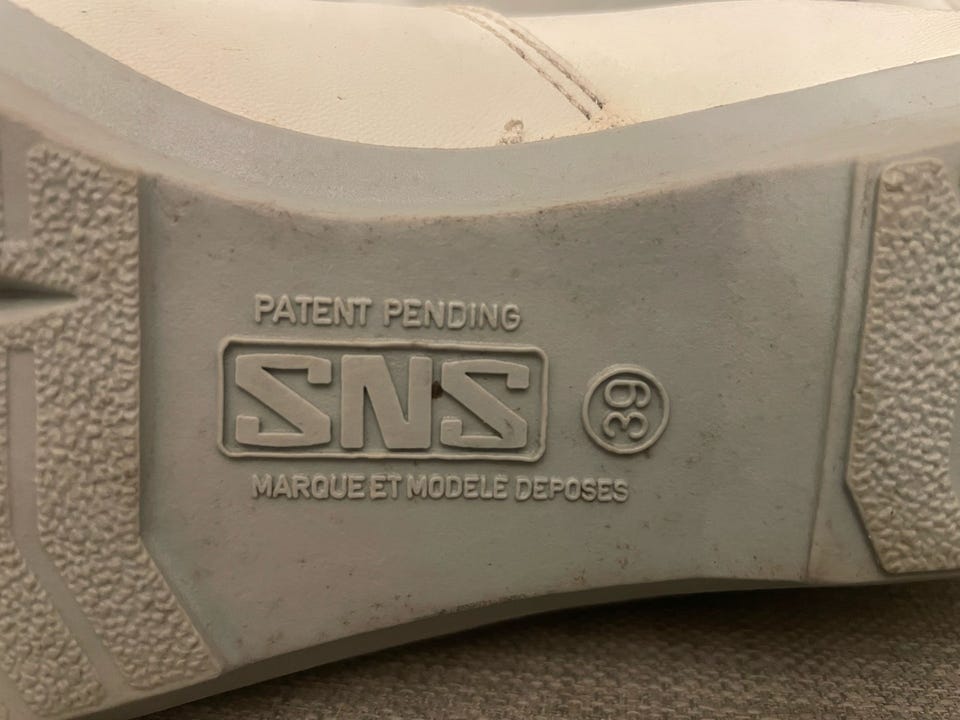 PATENT PENDING
SNS
39
MARQUE ET MODELE DEPOSES